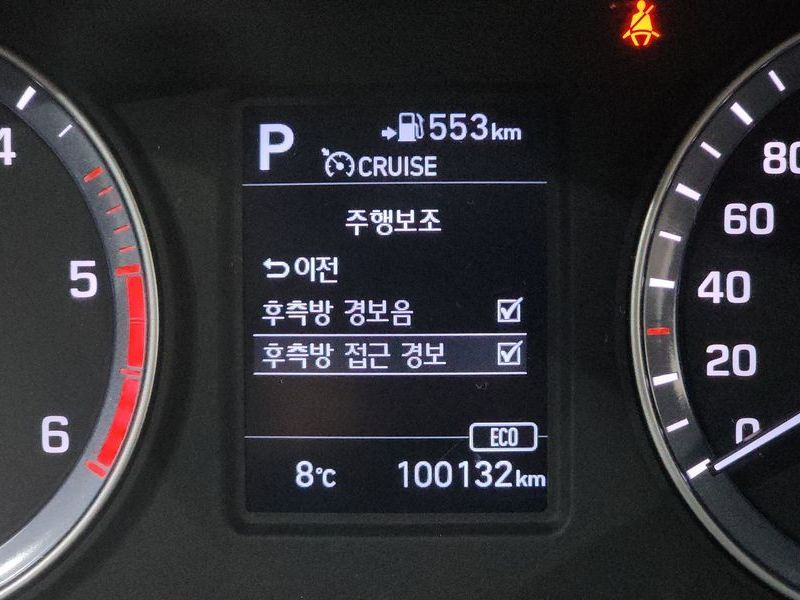 P 553km
CRUISE
주행보조
이전
후측방 경보음
후측방 접근 경보
ECO
8℃ 100132km
4
5
6
80
60
40
20
0